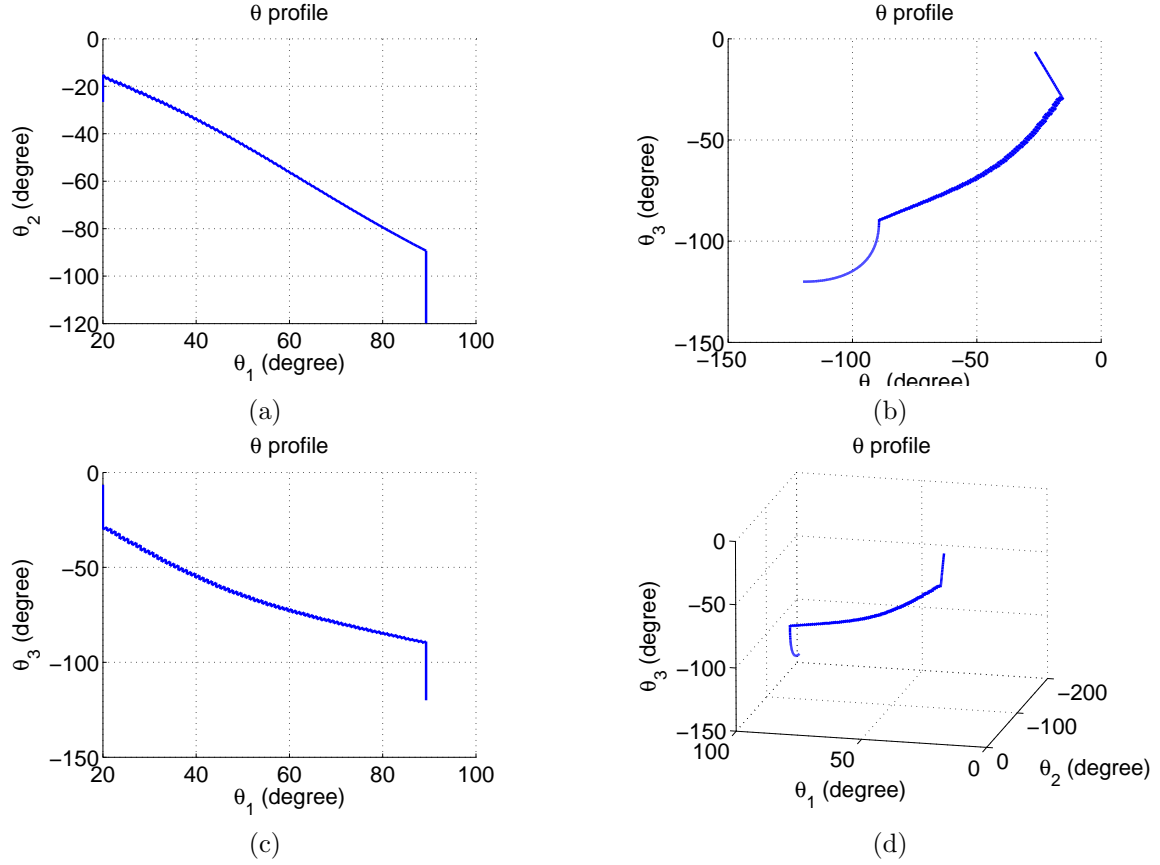 θ profile
0
−20
−40
−60
−80
−100
−120
θ2 (degree)
20 40 60 80 100
θ1 (degree)
(a)
θ profile
0
−50
−100
−150
θ3 (degree)
−150 −100 −50 0
θ (degree)
(b)
θ profile
0
−50
−100
−150
θ3 (degree)
20 40 60 80 100
θ1 (degree)
(c)
θ profile
0
−50
−100
−150
θ3 (degree)
100 50 0
θ1 (degree)
0 −100 −200
θ2 (degree)
(d)